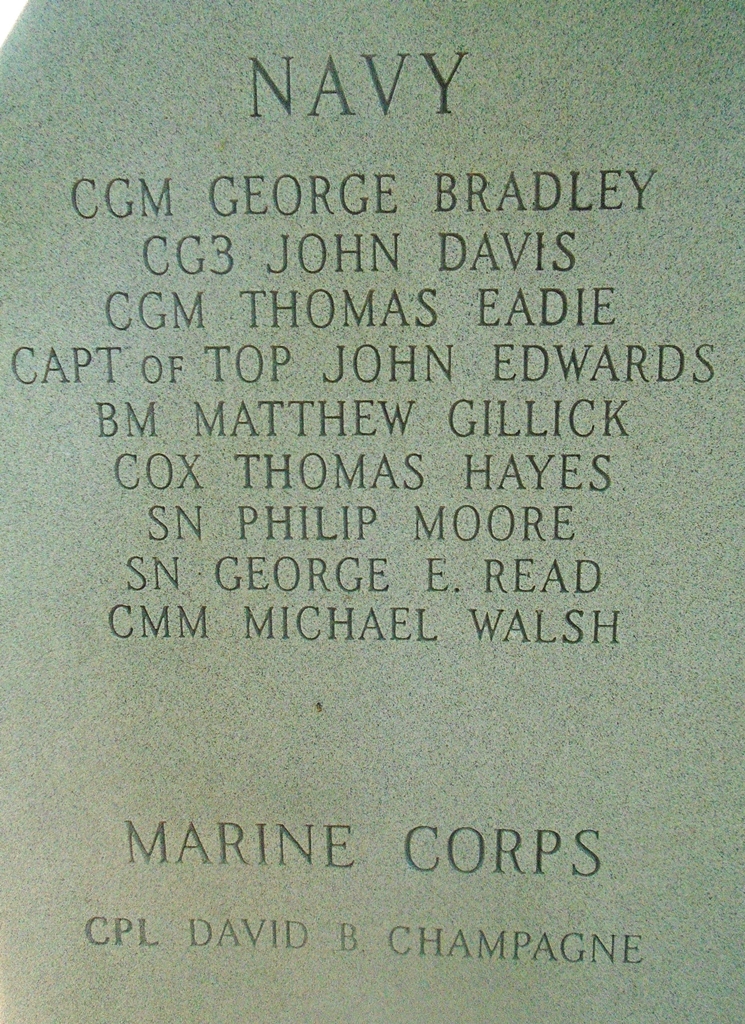 NAVY
CGM GEORGE BRADLEY
CG3 JOHN DAVIS
CGM THOMAS EADIE
CAPT OF TOP JOHN EDWARDS
BM MATTHEW GILLICK
COX THOMAS HAYES
SN PHILIP MOORE
SN GEORGE E. READ
CMM MICHAEL WALSH
MARINE CORPS
CPL DAVID B. CHAMPAGNE